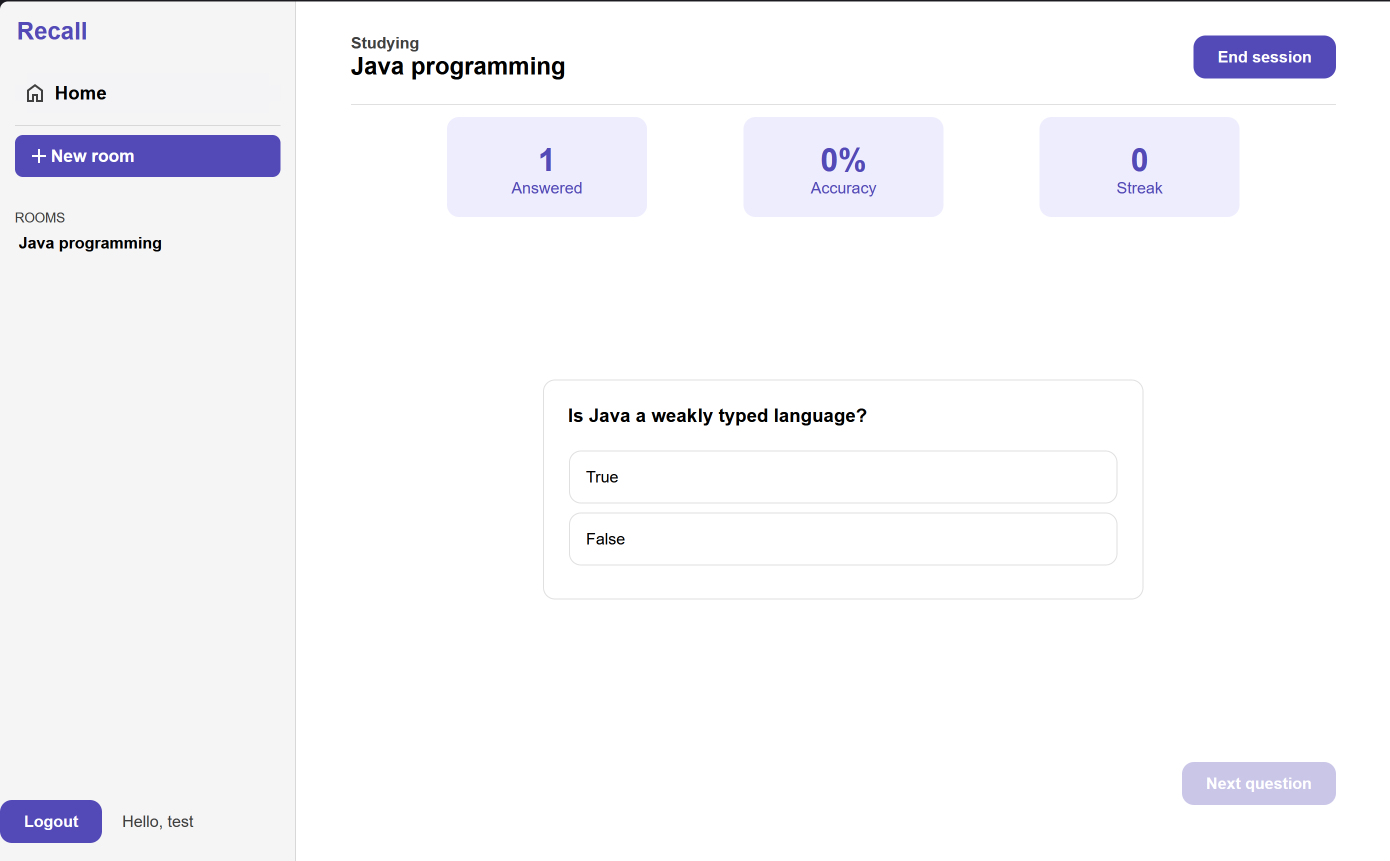 Recall
Home
New room
ROOMS
Java programming
Logout
Hello, test
Studying
Java programming
End session
1
Answered
0%
Accuracy
0
Streak
Is Java a weakly typed language?
True
False
Next question